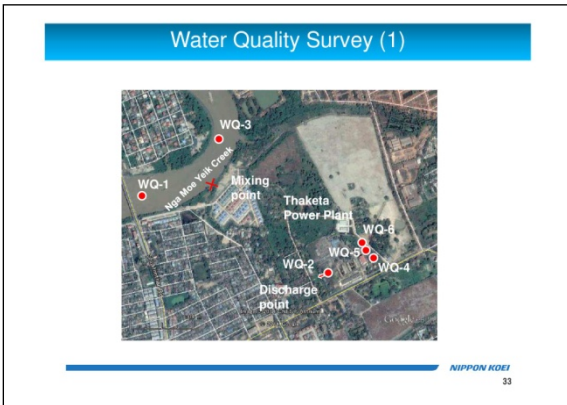 Water Quality Survey (1)
WQ-3
WQ-1
Nga Moe Yeik Creek
Mixing
point
Thaketa
Power Plant
WQ-6
WQ-5
WQ-4
WQ-2
Discharge
point
Google
NIPPON KOEI
33